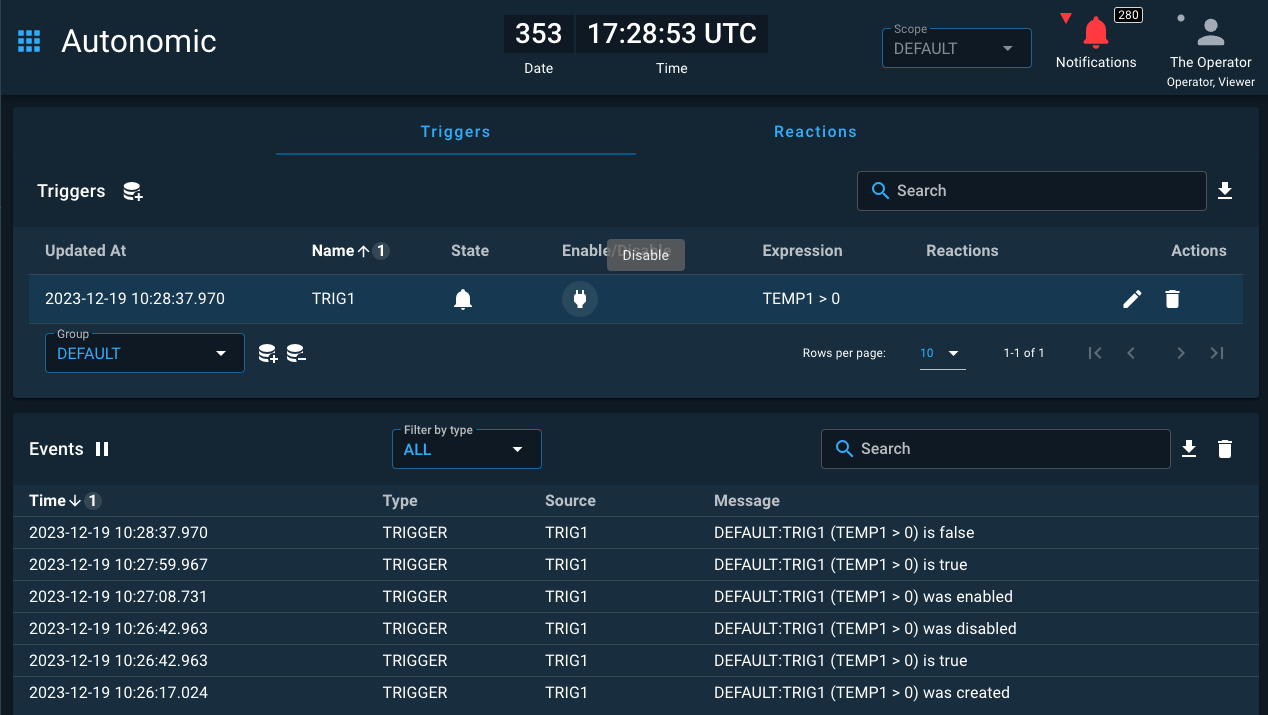 Autonomic
353 17:28:53 UTC
Date Time
Scope
DEFAULT
280
Notifications
The Operator
Operator, Viewer
Triggers Reactions
Triggers
Search
Updated At Name 1 State Enable/Disable Expression Reactions Actions
Disable
2023-12-19 10:28:37.970 TRIG1 TEMP1 > 0
Group
DEFAULT
Rows per page: 10 1-1 of 1
Events
Filter by type
ALL
Search
Time 1 Type Source Message
2023-12-19 10:28:37.970 TRIGGER TRIG1 DEFAULT:TRIG1 (TEMP1 > 0) is false
2023-12-19 10:27:59.967 TRIGGER TRIG1 DEFAULT:TRIG1 (TEMP1 > 0) is true
2023-12-19 10:27:08.731 TRIGGER TRIG1 DEFAULT:TRIG1 (TEMP1 > 0) was enabled
2023-12-19 10:26:42.963 TRIGGER TRIG1 DEFAULT:TRIG1 (TEMP1 > 0) was disabled
2023-12-19 10:26:42.963 TRIGGER TRIG1 DEFAULT:TRIG1 (TEMP1 > 0) is true
2023-12-19 10:26:17.024 TRIGGER TRIG1 DEFAULT:TRIG1 (TEMP1 > 0) was created